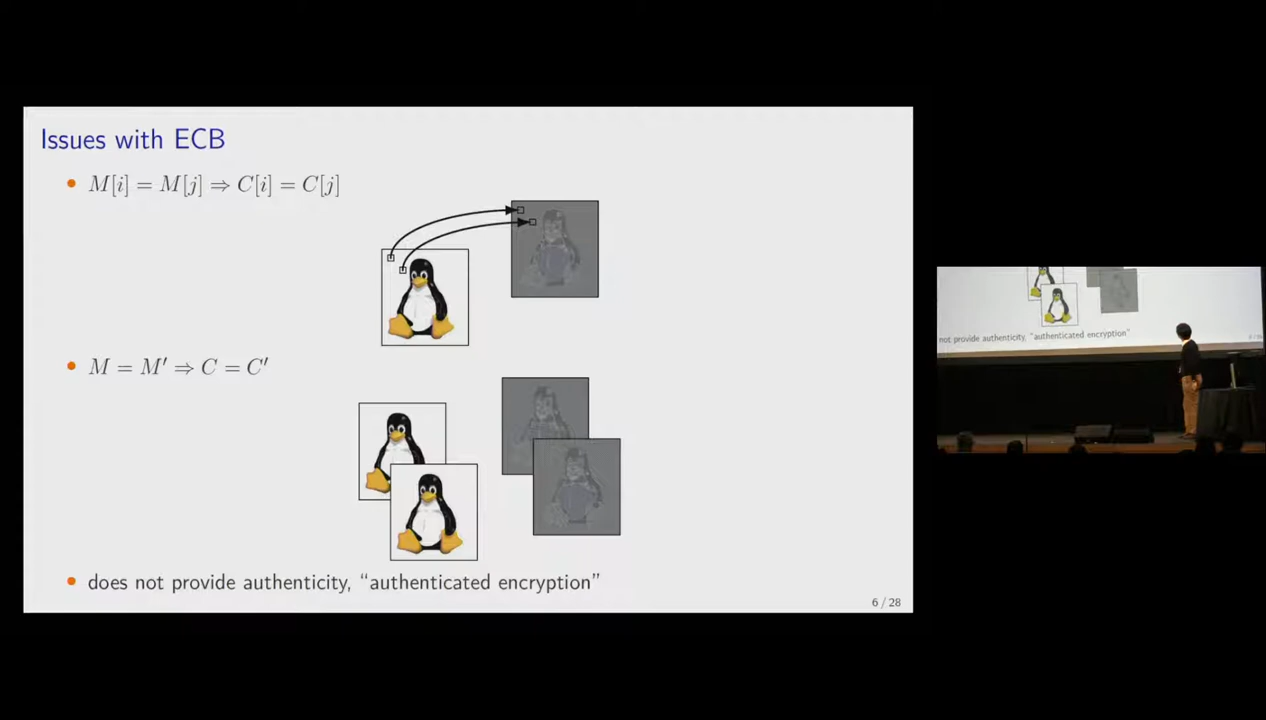 Issues with ECB
• M[i] = M[j] ⇒ C[i] = C[j]
• M = M′ ⇒ C = C′
• does not provide authenticity, “authenticated encryption”
6 / 28
not provide authenticity, “authenticated encryption”